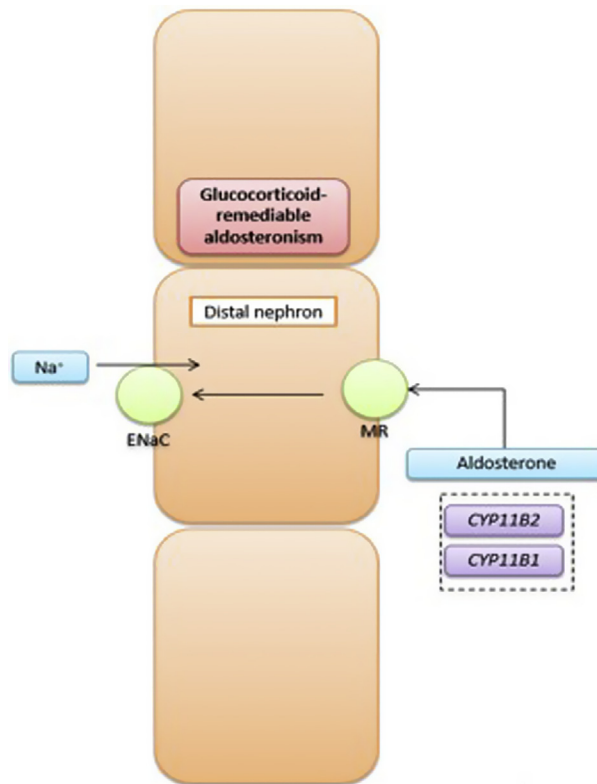 Glucocorticoid-
remediable
aldosteronism
Distal nephron
Na⁺
ENaC
MR
Aldosterone
CYP11B2
CYP11B1